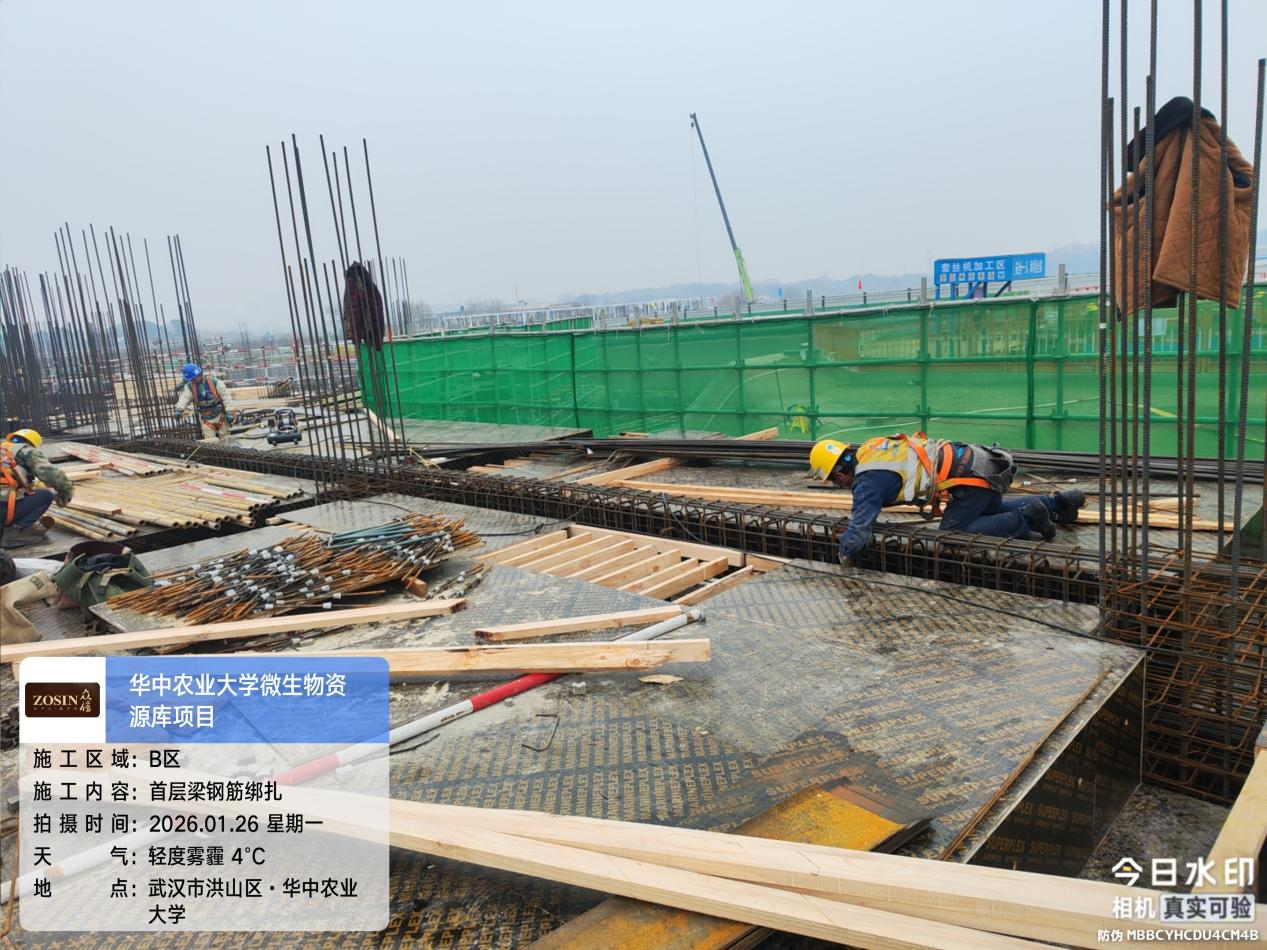 套丝机加工区
ZOSIN 众信
华中农业大学微生物资
源库项目
施工区域：B区
施工内容：首层梁钢筋绑扎
拍摄时间：2026.01.26 星期一
天气：轻度雾霾 4℃
地点：武汉市洪山区·华中农业
大学
SUPERPLEX SUPERPLEX
SUPERPLEX
今日水印
相机 真实可验
防伪 MBBCYHCDU4CM4B